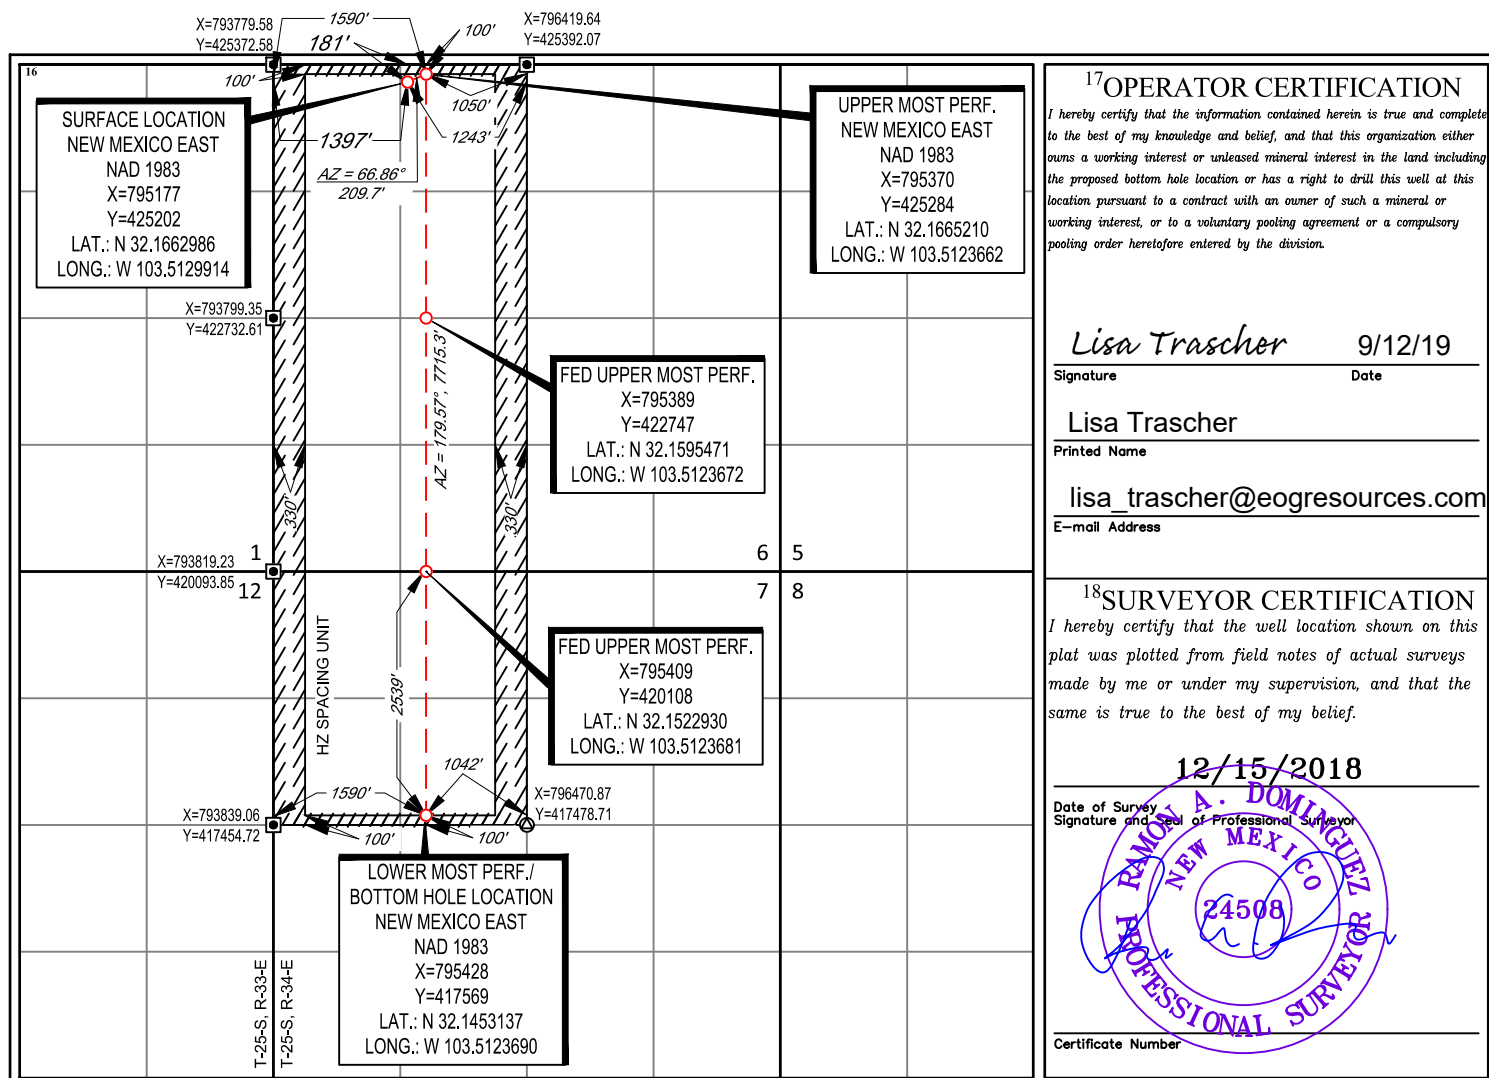 X=793779.58
Y=425372.58
1590'
181'
100'
X=796419.64
Y=425392.07
16
100'
1050'
1243'
1397'
AZ = 66.86°
209.7'
SURFACE LOCATION
NEW MEXICO EAST
NAD 1983
X=795177
Y=425202
LAT.: N 32.1662986
LONG.: W 103.5129914
UPPER MOST PERF.
NEW MEXICO EAST
NAD 1983
X=795370
Y=425284
LAT.: N 32.1665210
LONG.: W 103.5123662
X=793799.35
Y=422732.61
AZ = 179.57°, 7715.3'
FED UPPER MOST PERF.
X=795389
Y=422747
LAT.: N 32.1595471
LONG.: W 103.5123672
330'
330'
X=793819.23
Y=420093.85
1
12
6
5
7
8
HZ SPACING UNIT
2539'
FED UPPER MOST PERF.
X=795409
Y=420108
LAT.: N 32.1522930
LONG.: W 103.5123681
1042'
1590'
X=793839.06
Y=417454.72
100'
100'
X=796470.87
Y=417478.71
LOWER MOST PERF./
BOTTOM HOLE LOCATION
NEW MEXICO EAST
NAD 1983
X=795428
Y=417569
LAT.: N 32.1453137
LONG.: W 103.5123690
T-25-S, R-33-E
T-25-S, R-34-E
17 OPERATOR CERTIFICATION
I hereby certify that the information contained herein is true and complete
to the best of my knowledge and belief, and that this organization either
owns a working interest or unleased mineral interest in the land including
the proposed bottom hole location or has a right to drill this well at this
location pursuant to a contract with an owner of such a mineral or
working interest, or to a voluntary pooling agreement or a compulsory
pooling order heretofore entered by the division.
Lisa Trascher 9/12/19
Signature Date
Lisa Trascher
Printed Name
lisa_trascher@eogresources.com
E-mail Address
18 SURVEYOR CERTIFICATION
I hereby certify that the well location shown on this
plat was plotted from field notes of actual surveys
made by me or under my supervision, and that the
same is true to the best of my belief.
12/15/2018
Date of Survey
Signature and Seal of Professional Surveyor
RAMON A. DOMINGUEZ
NEW MEXICO
24508
PROFESSIONAL SURVEYOR
Certificate Number